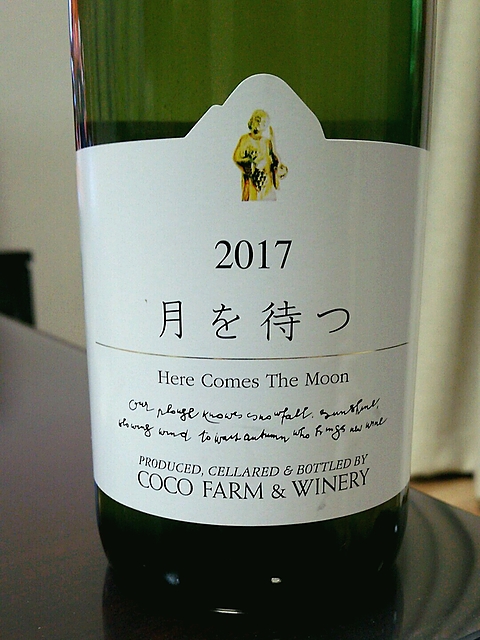 2017
月を待つ
Here Comes The Moon
Our plough knows snowfall, sunshine,
blowing wind to wait autumn who brings new wine
PRODUCED, CELLARED & BOTTLED BY
COCO FARM & WINERY